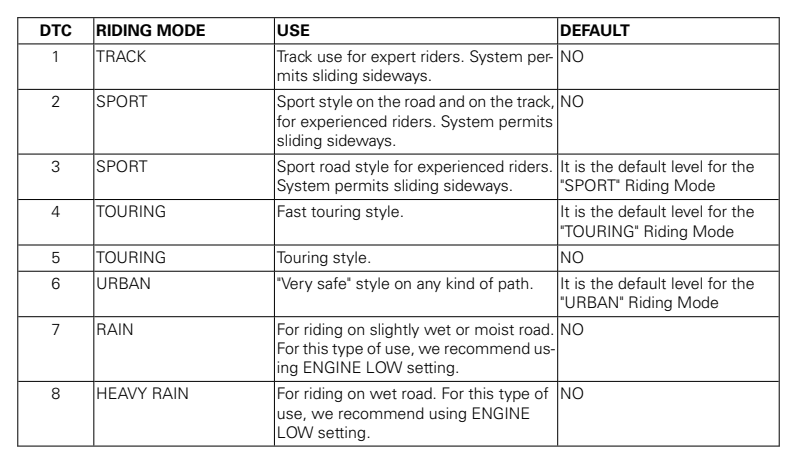 DTC RIDING MODE USE DEFAULT
1 TRACK Track use for expert riders. System per- NO
mits sliding sideways.
2 SPORT Sport style on the road and on the track, NO
for experienced riders. System permits
sliding sideways.
3 SPORT Sport road style for experienced riders. It is the default level for the
System permits sliding sideways. "SPORT" Riding Mode
4 TOURING Fast touring style. It is the default level for the
"TOURING" Riding Mode
5 TOURING Touring style. NO
6 URBAN "Very safe" style on any kind of path. It is the default level for the
"URBAN" Riding Mode
7 RAIN For riding on slightly wet or moist road. NO
For this type of use, we recommend us-
ing ENGINE LOW setting.
8 HEAVY RAIN For riding on wet road. For this type of NO
use, we recommend using ENGINE
LOW setting.